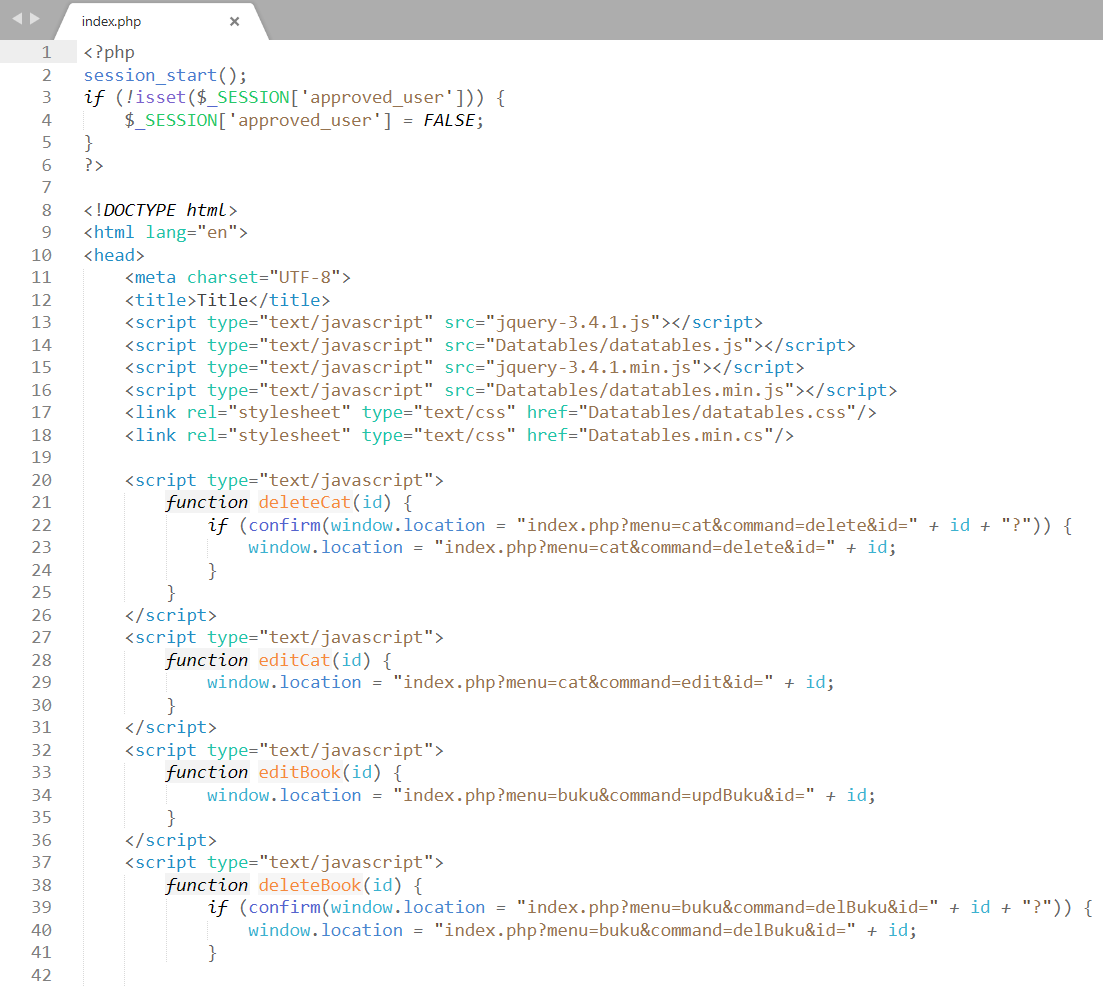 index.php ×
1 <?php
2 session_start();
3 if (!isset($_SESSION['approved_user'])) {
4     $_SESSION['approved_user'] = FALSE;
5 }
6 ?>
7
8 <!DOCTYPE html>
9 <html lang="en">
10 <head>
11     <meta charset="UTF-8">
12     <title>Title</title>
13     <script type="text/javascript" src="jquery-3.4.1.js"></script>
14     <script type="text/javascript" src="Datatables/datatables.js"></script>
15     <script type="text/javascript" src="jquery-3.4.1.min.js"></script>
16     <script type="text/javascript" src="Datatables/datatables.min.js"></script>
17     <link rel="stylesheet" type="text/css" href="Datatables/datatables.css"/>
18     <link rel="stylesheet" type="text/css" href="Datatables.min.cs"/>
19
20     <script type="text/javascript">
21         function deleteCat(id) {
22             if (confirm(window.location = "index.php?menu=cat&command=delete&id=" + id + "?")) {
23                 window.location = "index.php?menu=cat&command=delete&id=" + id;
24             }
25         }
26     </script>
27     <script type="text/javascript">
28         function editCat(id) {
29             window.location = "index.php?menu=cat&command=edit&id=" + id;
30         }
31     </script>
32     <script type="text/javascript">
33         function editBook(id) {
34             window.location = "index.php?menu=buku&command=updBuku&id=" + id;
35         }
36     </script>
37     <script type="text/javascript">
38         function deleteBook(id) {
39             if (confirm(window.location = "index.php?menu=buku&command=delBuku&id=" + id + "?")) {
40                 window.location = "index.php?menu=buku&command=delBuku&id=" + id;
41             }
42